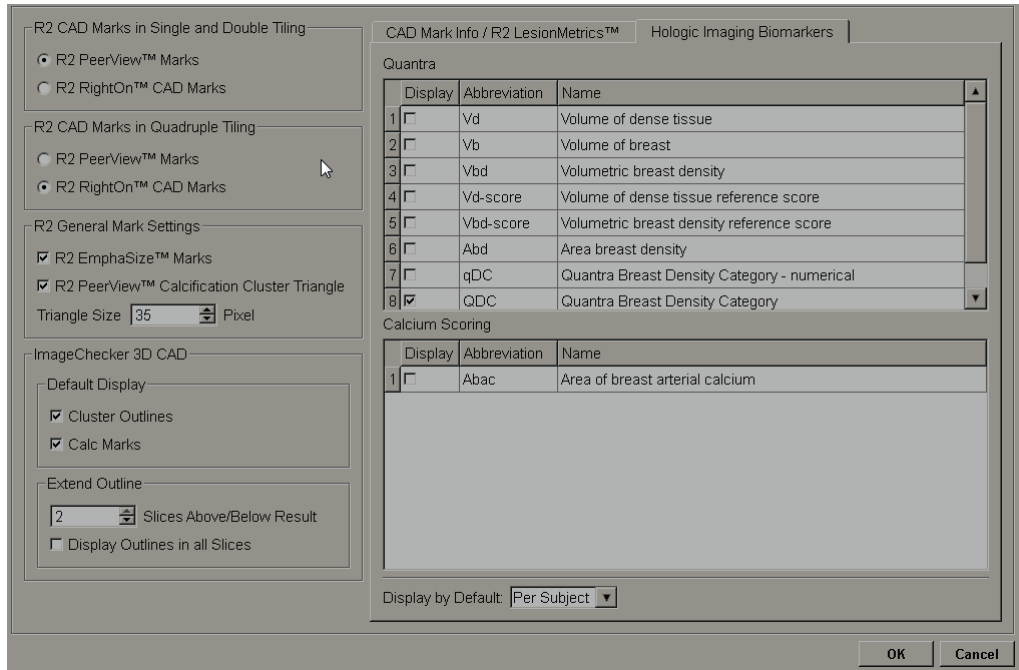 R2 CAD Marks in Single and Double Tiling
R2 PeerView™ Marks
R2 RightOn™ CAD Marks
R2 CAD Marks in Quadruple Tiling
R2 PeerView™ Marks
R2 RightOn™ CAD Marks
R2 General Mark Settings
R2 EmphaSize™ Marks
R2 PeerView™ Calcification Cluster Triangle
Triangle Size 35 Pixel
ImageChecker 3D CAD
Default Display
Cluster Outlines
Calc Marks
Extend Outline
2 Slices Above/Below Result
Display Outlines in all Slices
CAD Mark Info / R2 LesionMetrics™ Hologic Imaging Biomarkers
Quantra
Display Abbreviation Name
1 Vd Volume of dense tissue
2 Vb Volume of breast
3 Vbd Volumetric breast density
4 Vd-score Volume of dense tissue reference score
5 Vbd-score Volumetric breast density reference score
6 Abd Area breast density
7 qDC Quantra Breast Density Category - numerical
8 QDC Quantra Breast Density Category
Calcium Scoring
Display Abbreviation Name
1 Abac Area of breast arterial calcium
Display by Default: Per Subject
OK Cancel